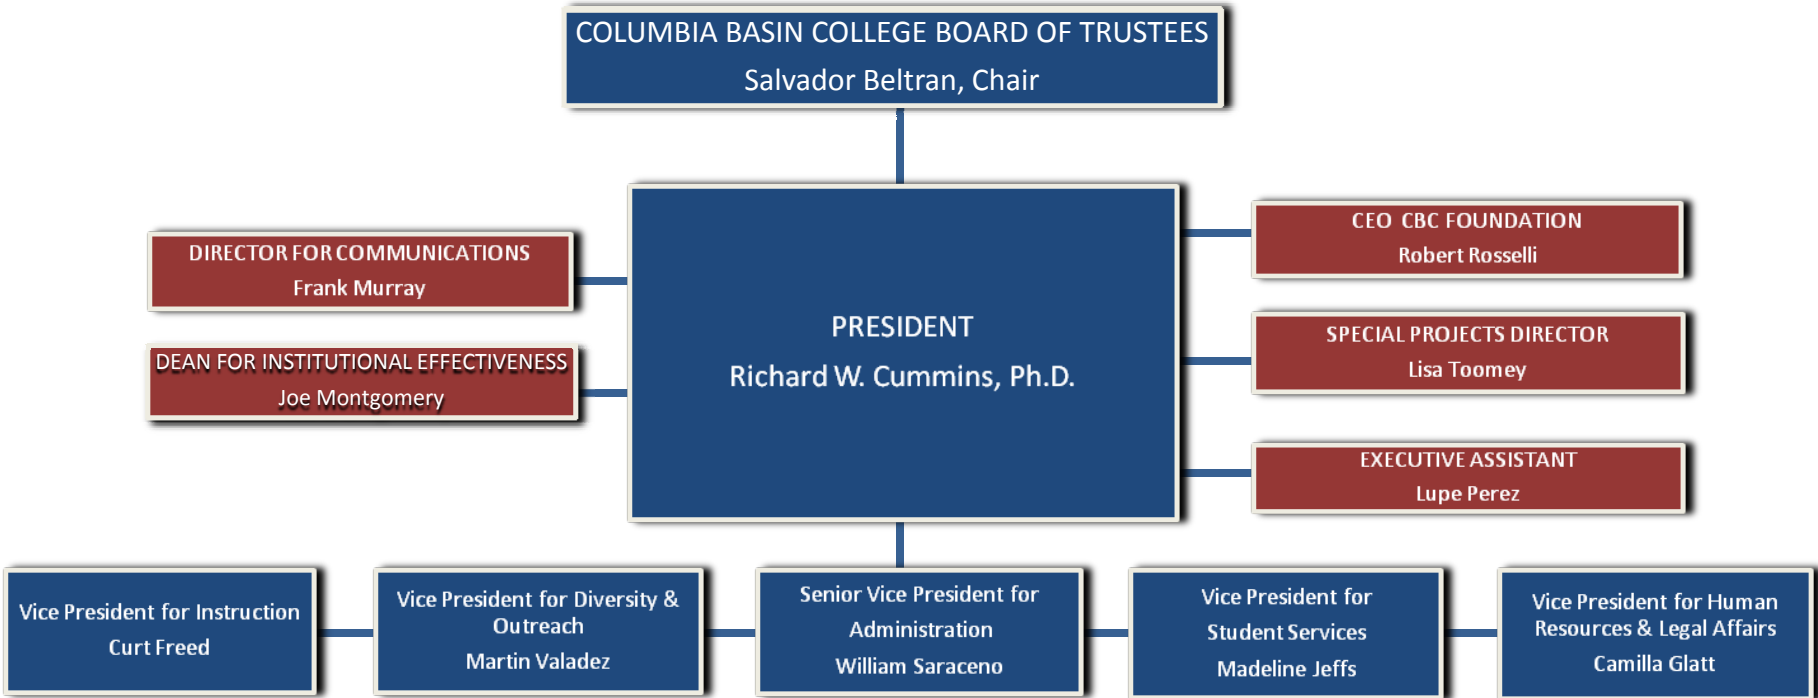 COLUMBIA BASIN COLLEGE BOARD OF TRUSTEES
Salvador Beltran, Chair
DIRECTOR FOR COMMUNICATIONS
Frank Murray
DEAN FOR INSTITUTIONAL EFFECTIVENESS
Joe Montgomery
PRESIDENT
Richard W. Cummins, Ph.D.
CEO CBC FOUNDATION
Robert Rosselli
SPECIAL PROJECTS DIRECTOR
Lisa Toomey
EXECUTIVE ASSISTANT
Lupe Perez
Vice President for Instruction
Curt Freed
Vice President for Diversity &
Outreach
Martin Valadez
Senior Vice President for
Administration
William Saraceno
Vice President for
Student Services
Madeline Jeffs
Vice President for Human
Resources & Legal Affairs
Camilla Glatt